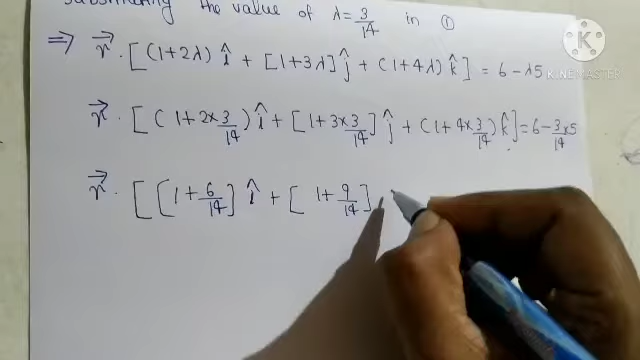 Substituting the value of λ = 3/14 in ①
⇒ r⃗ · [(1+2λ) î + [1+3λ] ĵ + (1+4λ) k̂] = 6 − λ5
r⃗ · [(1+2×3/14) î + [1+3×3/14] ĵ + (1+4×3/14) k̂] = 6 − 3×5/14
r⃗ · [[1+6/14] î + [1+9/14]
KINEMASTER